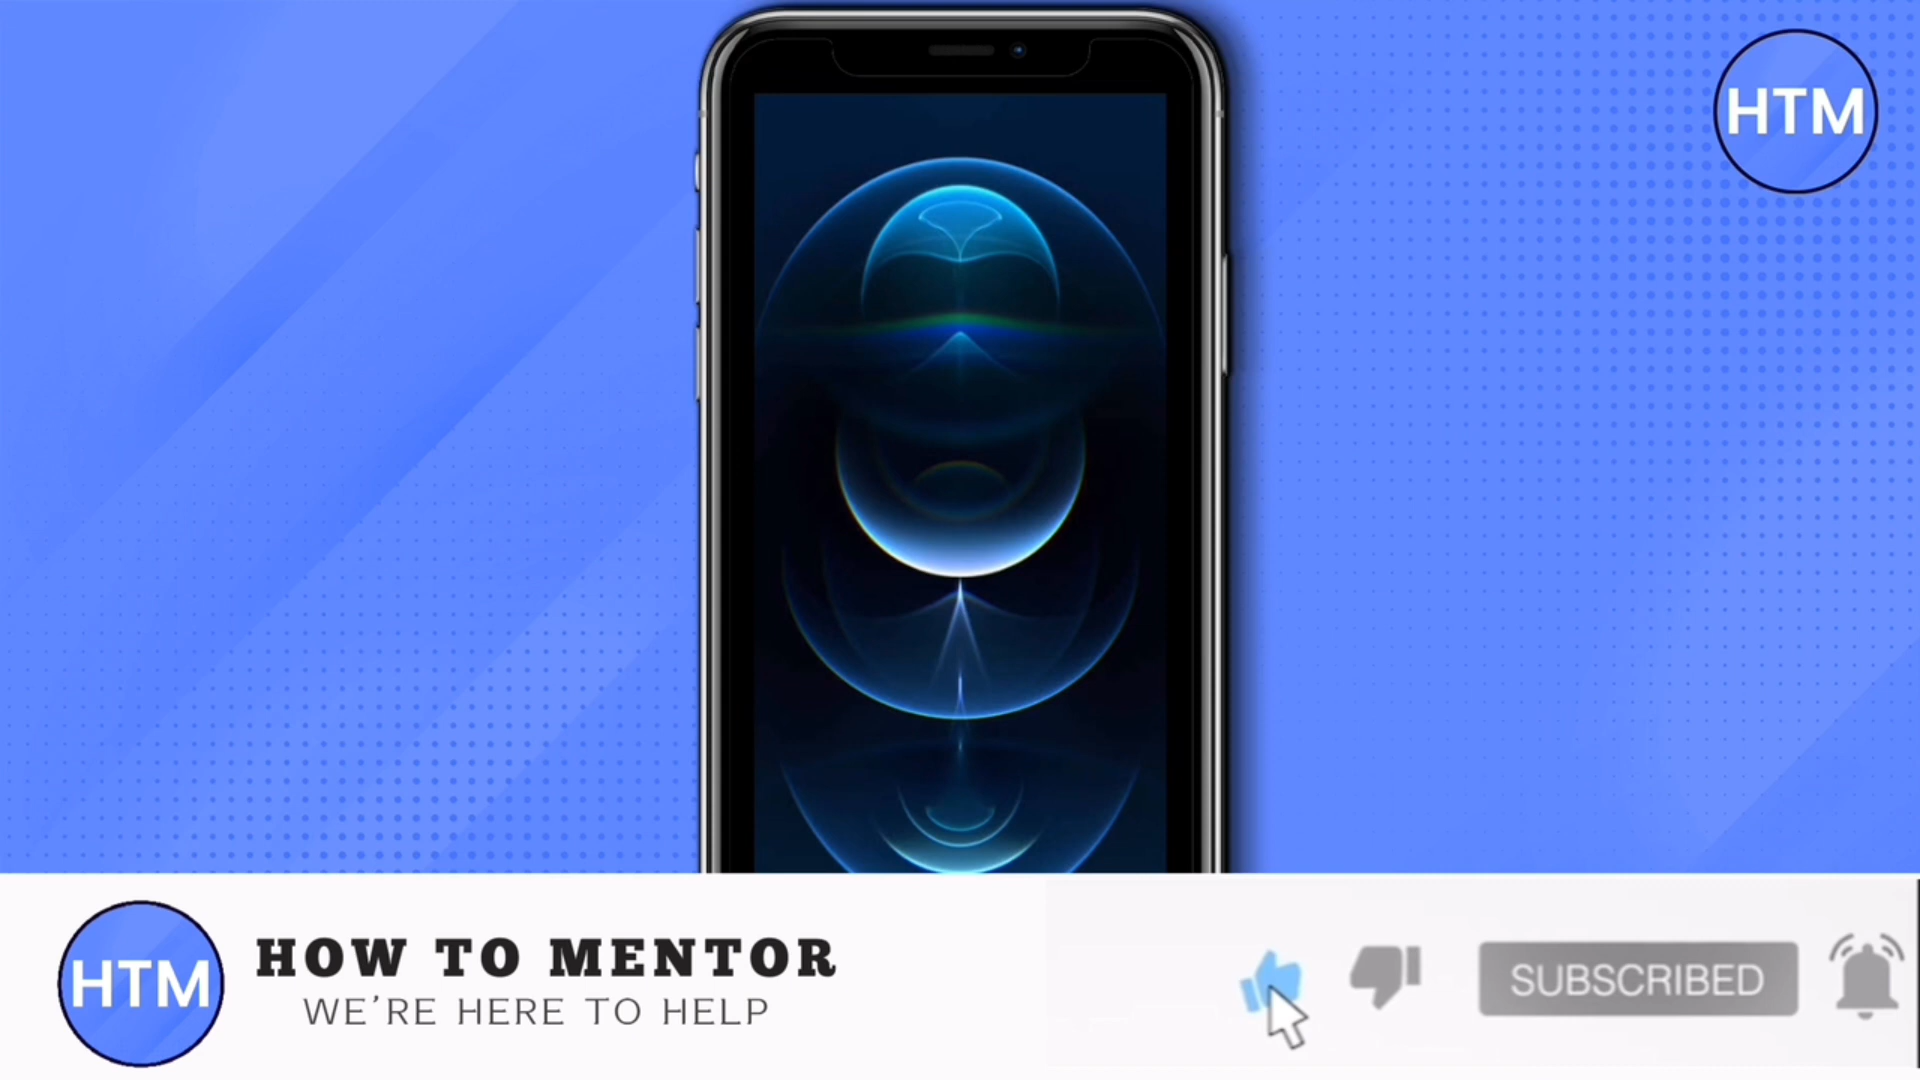 HTM
HTM
HOW TO MENTOR
WE'RE HERE TO HELP
SUBSCRIBED